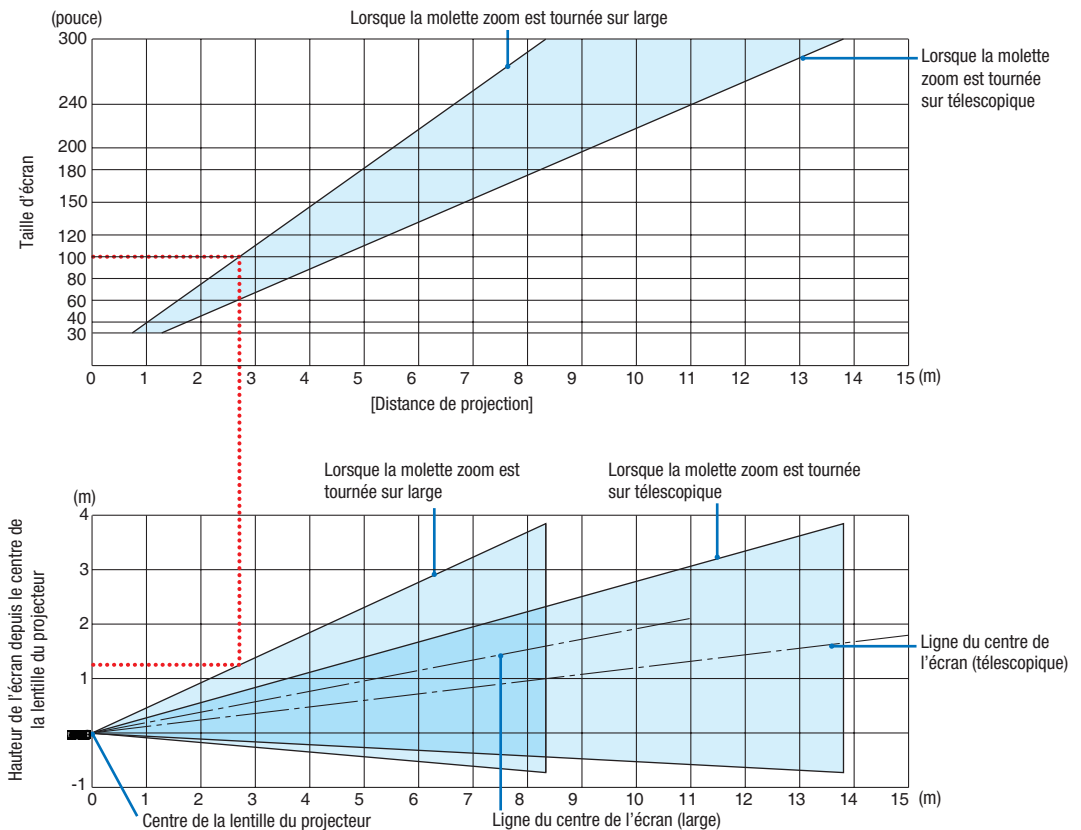 (pouce)
Lorsque la molette zoom est tournée sur large
Lorsque la molette
zoom est tournée
sur télescopique
Taille d'écran
300
240
200
180
150
120
100
80
60
40
30
0 1 2 3 4 5 6 7 8 9 10 11 12 13 14 15 (m)
[Distance de projection]
Lorsque la molette zoom est
tournée sur large
Lorsque la molette zoom est tournée
sur télescopique
(m)
Hauteur de l'écran depuis le centre de
la lentille du projecteur
4
3
2
1
-1
Ligne du centre de
l'écran (télescopique)
0 1 2 3 4 5 6 7 8 9 10 11 12 13 14 15 (m)
Centre de la lentille du projecteur
Ligne du centre de l'écran (large)